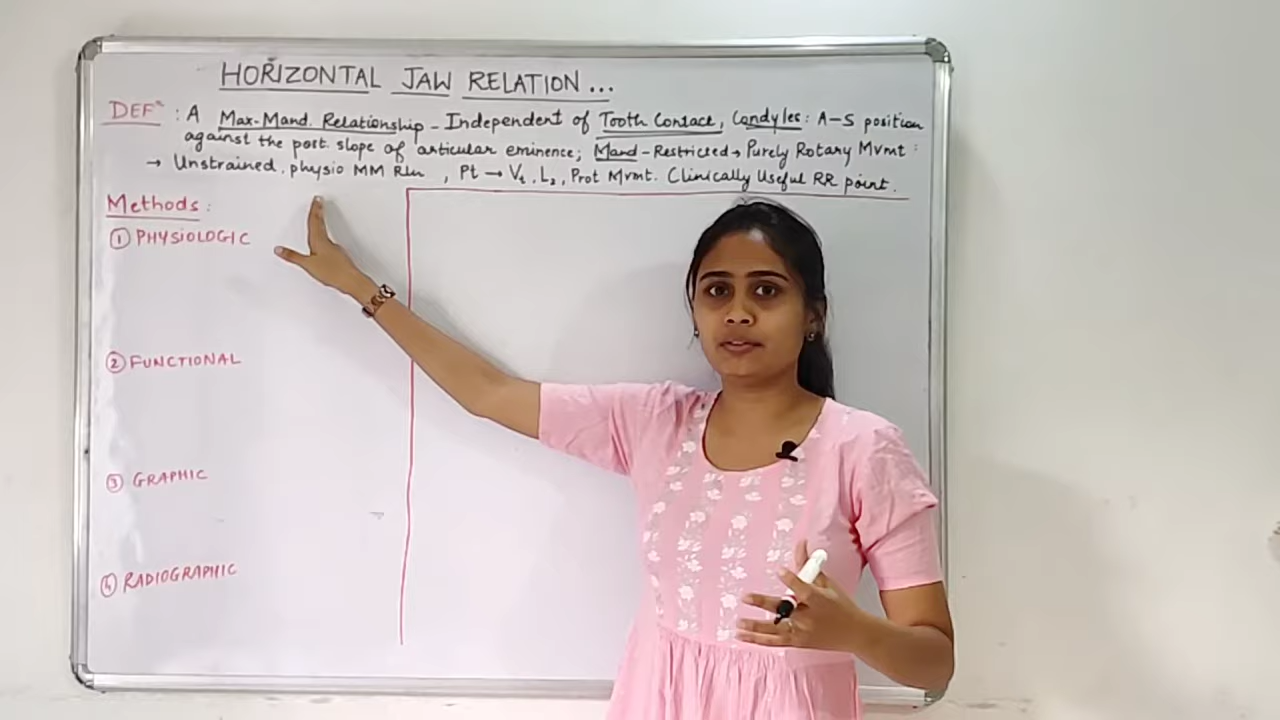 HORIZONTAL JAW RELATION...
DEFⁿ : A Max-Mand. Relationship - Independent of Tooth Contact, Condyles: A-S position
against the post. slope of articular eminence; Mand - Restricted → Purely Rotary Mvmt:
→ Unstrained, physio MM Rln, Pt → Vt, L2, Prot Mvmt. Clinically Useful RR point.
Methods:
① PHYSIOLOGIC
② FUNCTIONAL
③ GRAPHIC
④ RADIOGRAPHIC